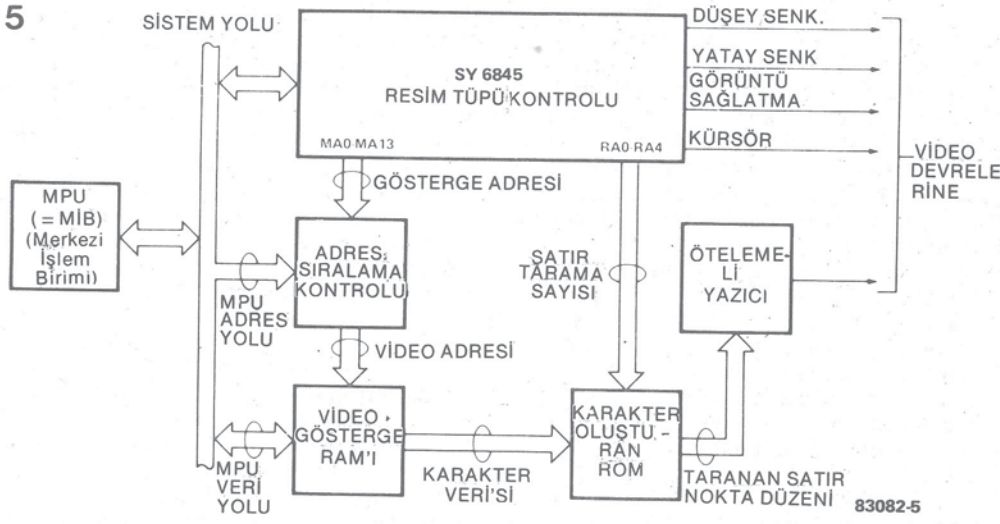 5
SİSTEM YOLU
SY 6845
RESİM TÜPÜ KONTROLU
MA0-MA13
RA0-RA4
DÜŞEY SENK.
YATAY SENK
GÖRÜNTÜ
SAĞLATMA
KÜRSÖR
VİDEO
DEVRELE
RİNE
MPU
(=MİB)
(Merkezi
İşlem
Birimi)
GÖSTERGE ADRESİ
ADRES
SIRALAMA
KONTROLU
MPU
ADRES
YOLU
SATIR
TARAMA
SAYISI
ÖTELEME-
Lİ
YAZICI
VİDEO ADRESİ
VİDEO
GÖSTERGE
RAM'I
MPU
VERİ
YOLU
KARAKTER
VERİ'Sİ
KARAKTER
OLUŞTU-
RAN
ROM
TARANAN SATIR
NOKTA DÜZENİ
83082-5